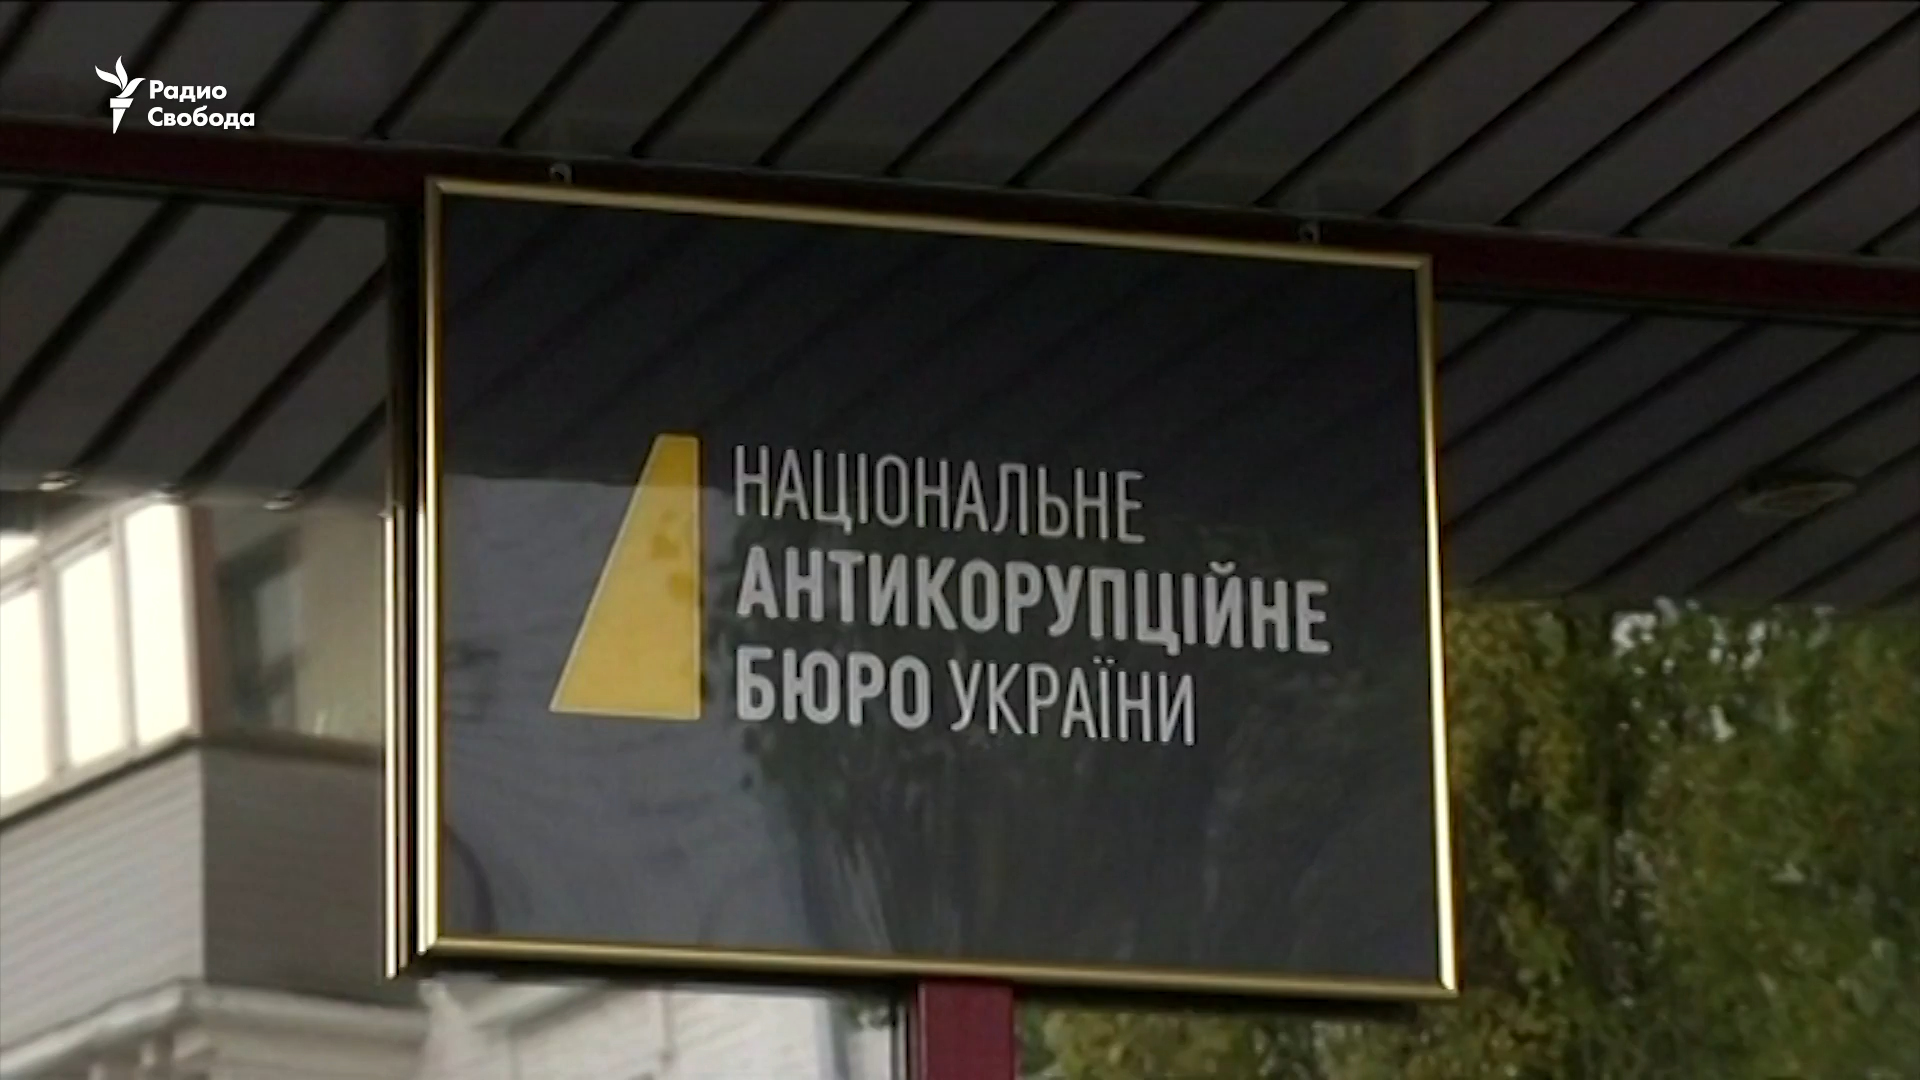 Радио
Свобода
НАЦІОНАЛЬНЕ
АНТИКОРУПЦІЙНЕ
БЮРО УКРАЇНИ